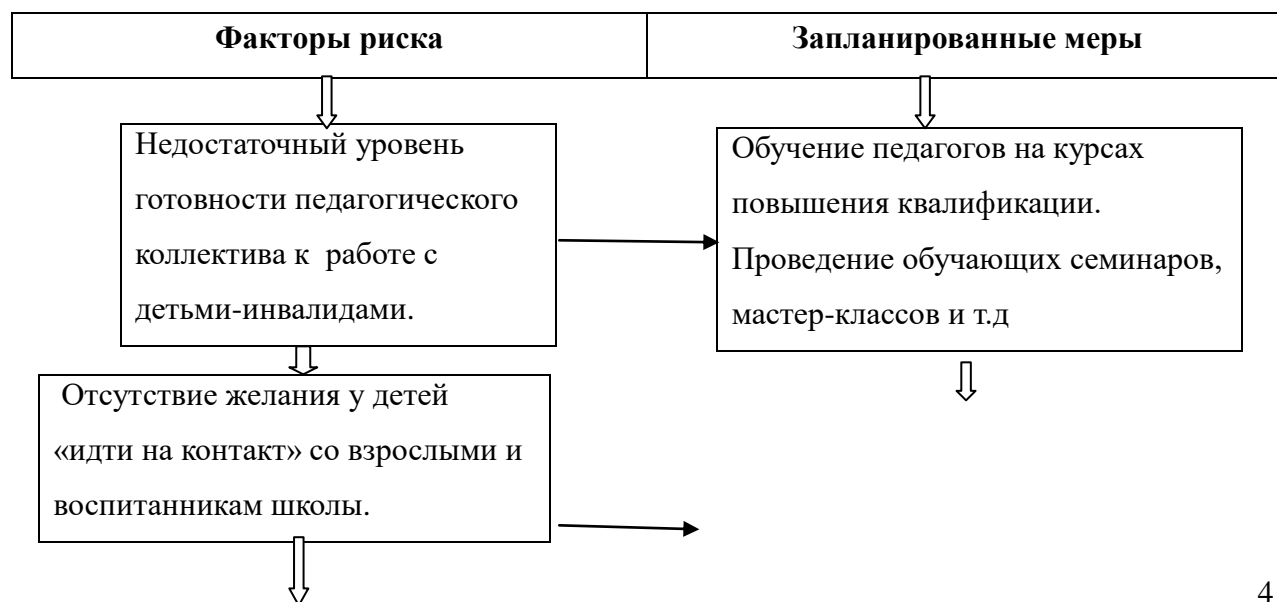 Факторы риска
Запланированные меры
Недостаточный уровень
готовности педагогического
коллектива к  работе с
детьми-инвалидами.
Обучение педагогов на курсах
повышения квалификации.
Проведение обучающих семинаров,
мастер-классов и т.д
Отсутствие желания у детей
«идти на контакт» со взрослыми и
воспитанникам школы.
4